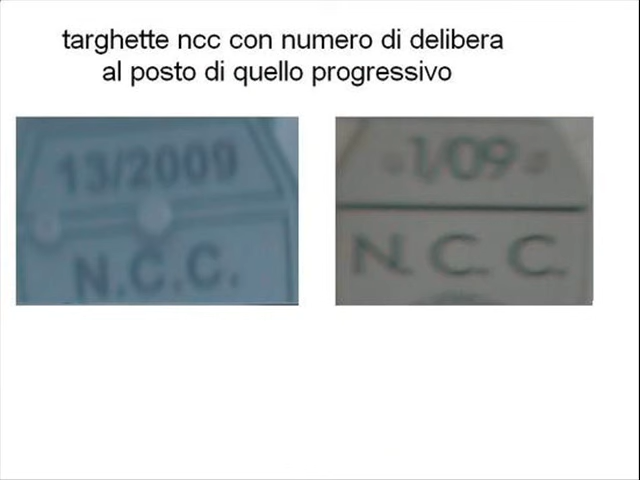 targhette ncc con numero di delibera
al posto di quello progressivo
13/2009
N.C.C.
1/09
N.C.C.